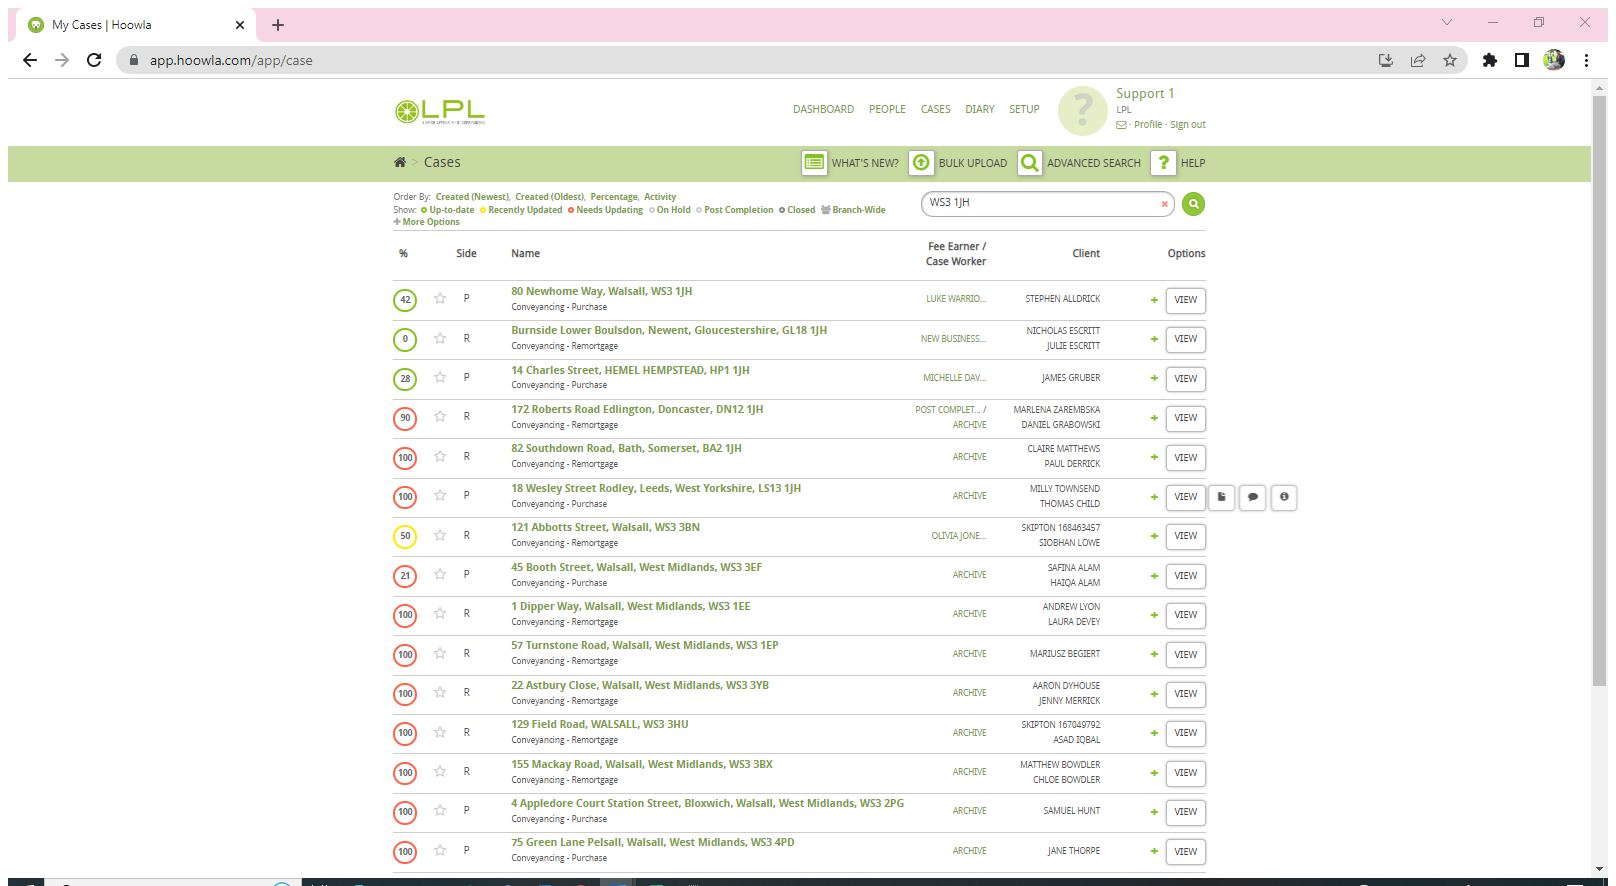 My Cases | Hoowla
app.hoowla.com/app/case
LPL
DASHBOARD PEOPLE CASES DIARY SETUP
Support 1
LPL
· Profile · Sign out
> Cases
WHAT'S NEW? BULK UPLOAD ADVANCED SEARCH ? HELP
Order By: Created (Newest), Created (Oldest), Percentage, Activity
Show: Up-to-date Recently Updated Needs Updating On Hold Post Completion Closed Branch-Wide
+ More Options
WS3 1JH
% Side Name Fee Earner / Case Worker Client Options
42 P 80 Newhome Way, Walsall, WS3 1JH LUKE WARRIO... STEPHEN ALLDRICK + VIEW
Conveyancing - Purchase
0 R Burnside Lower Boulsdon, Newent, Gloucestershire, GL18 1JH NEW BUSINESS... NICHOLAS ESCRITT + VIEW
Conveyancing - Remortgage JULIE ESCRITT
28 P 14 Charles Street, HEMEL HEMPSTEAD, HP1 1JH MICHELLE DAV... JAMES GRUBER + VIEW
Conveyancing - Purchase
90 R 172 Roberts Road Edlington, Doncaster, DN12 1JH POST COMPLET... / MARLENA ZAREMBSKA + VIEW
Conveyancing - Remortgage ARCHIVE DANIEL GRABOWSKI
100 R 82 Southdown Road, Bath, Somerset, BA2 1JH ARCHIVE CLAIRE MATTHEWS + VIEW
Conveyancing - Remortgage PAUL DERRICK
100 P 18 Wesley Street Rodley, Leeds, West Yorkshire, LS13 1JH ARCHIVE MILLY TOWNSEND + VIEW
Conveyancing - Purchase THOMAS CHILD
50 R 121 Abbotts Street, Walsall, WS3 3BN OLIVIA JONE... SKIPTON 168463457 + VIEW
Conveyancing - Remortgage SIOBHAN LOWE
21 P 45 Booth Street, Walsall, West Midlands, WS3 3EF ARCHIVE SAFINA ALAM + VIEW
Conveyancing - Purchase HAIQA ALAM
100 R 1 Dipper Way, Walsall, West Midlands, WS3 1EE ARCHIVE ANDREW LYON + VIEW
Conveyancing - Remortgage LAURA DEVEY
100 R 57 Turnstone Road, Walsall, West Midlands, WS3 1EP ARCHIVE MARIUSZ BEGIERT + VIEW
Conveyancing - Remortgage
100 R 22 Astbury Close, Walsall, West Midlands, WS3 3YB ARCHIVE AARON DYHOUSE + VIEW
Conveyancing - Remortgage JENNY MERRICK
100 R 129 Field Road, WALSALL, WS3 3HU ARCHIVE SKIPTON 167049792 + VIEW
Conveyancing - Remortgage ASAD IQBAL
100 R 155 Mackay Road, Walsall, West Midlands, WS3 3BX ARCHIVE MATTHEW BOWDLER + VIEW
Conveyancing - Remortgage CHLOE BOWDLER
100 P 4 Appledore Court Station Street, Bloxwich, Walsall, West Midlands, WS3 2PG ARCHIVE SAMUEL HUNT + VIEW
Conveyancing - Purchase
100 P 75 Green Lane Pelsall, Walsall, West Midlands, WS3 4PD ARCHIVE JANE THORPE + VIEW
Conveyancing - Purchase